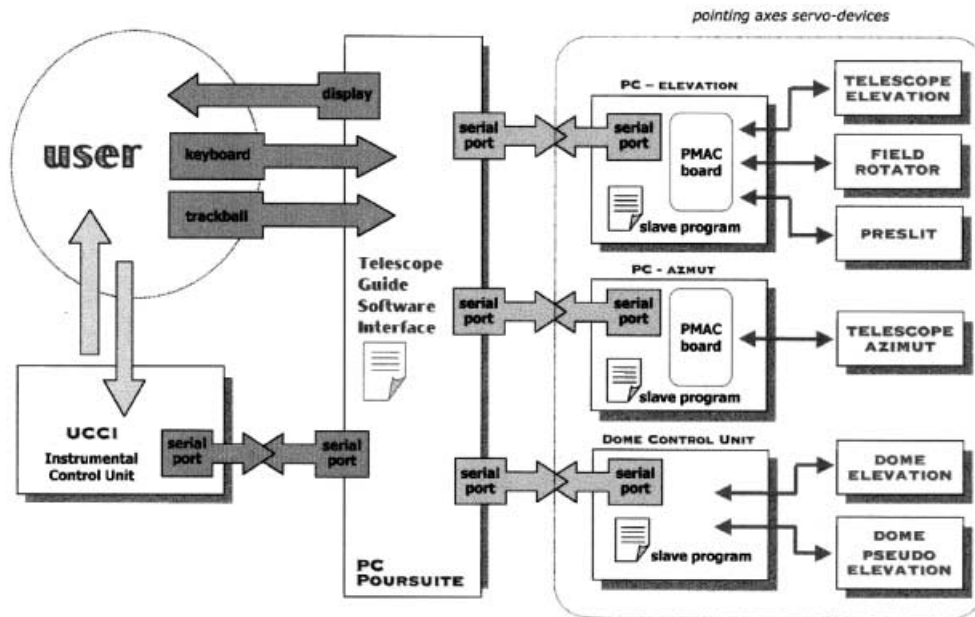 pointing axes servo-devices
user
display
keyboard
trackball
UCCI
Instrumental
Control Unit
serial
port
serial
port
Telescope
Guide
Software
Interface
PC
POURSUITE
serial
port
serial
port
serial
port
PC – ELEVATION
serial
port
PMAC
board
slave program
PC - AZMUT
serial
port
PMAC
board
slave program
DOME CONTROL UNIT
serial
port
slave program
TELESCOPE
ELEVATION
FIELD
ROTATOR
PRESLIT
TELESCOPE
AZIMUT
DOME
ELEVATION
DOME
PSEUDO
ELEVATION